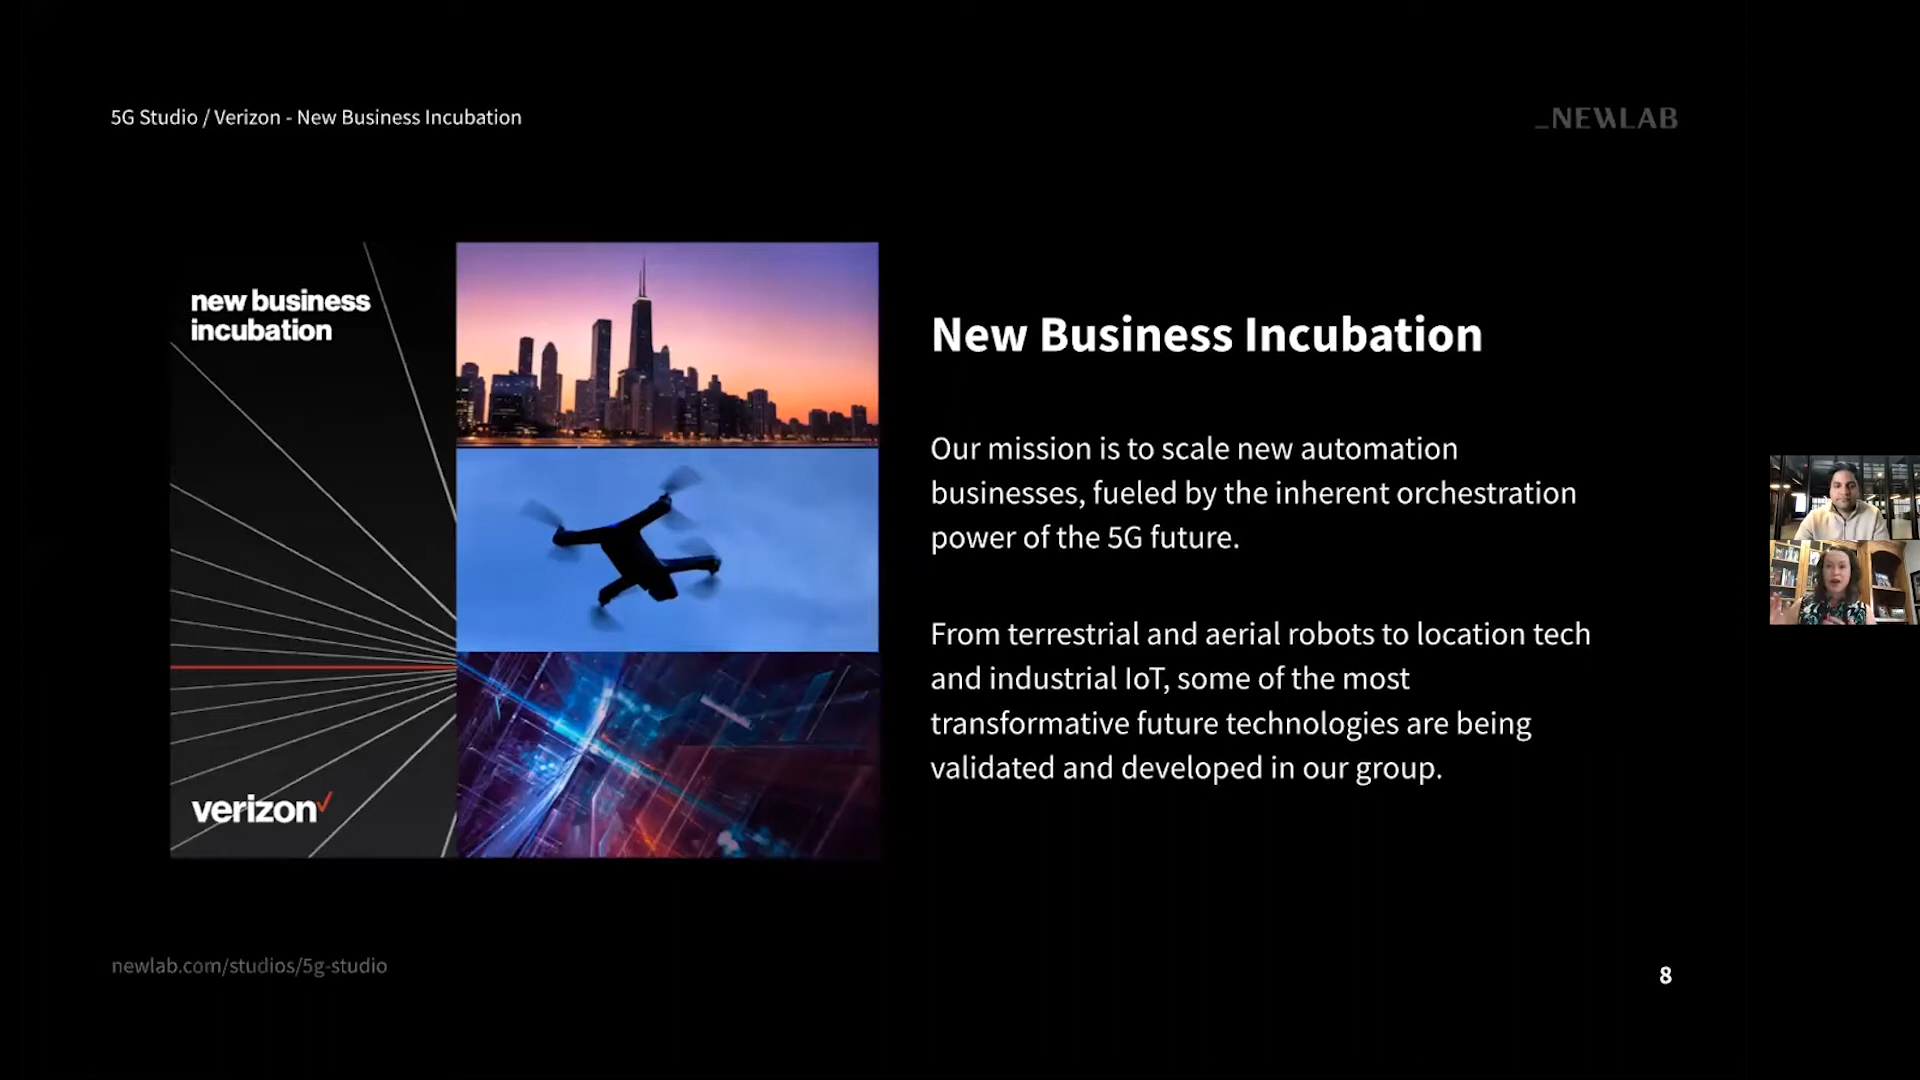 5G Studio / Verizon - New Business Incubation
_NEWLAB
new business
incubation
verizon
New Business Incubation
Our mission is to scale new automation
businesses, fueled by the inherent orchestration
power of the 5G future.
From terrestrial and aerial robots to location tech
and industrial IoT, some of the most
transformative future technologies are being
validated and developed in our group.
newlab.com/studios/5g-studio
8